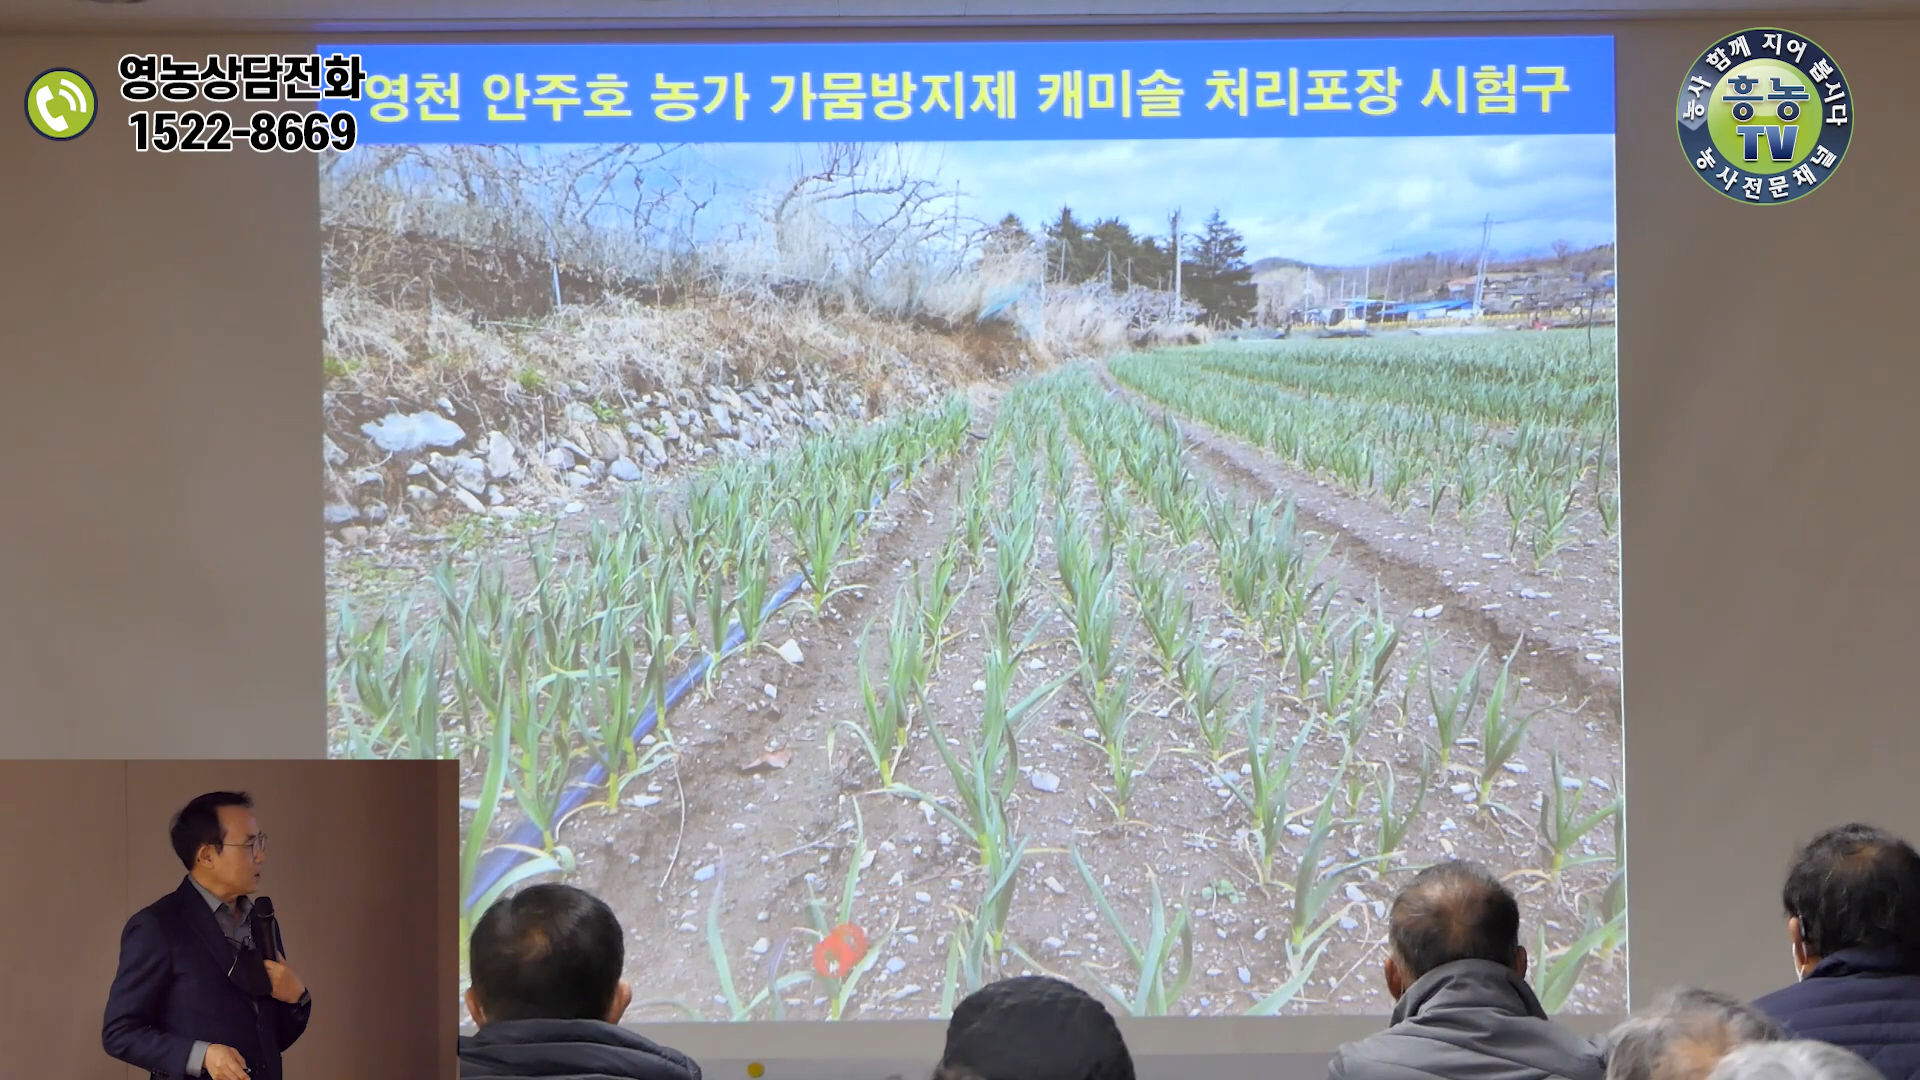 영농상담전화
1522-8669
영천 안주호 농가 가뭄방지제 캐미솔 처리포장 시험구
농사 함께 지어 봅시다
흥농
TV
농사전문채널